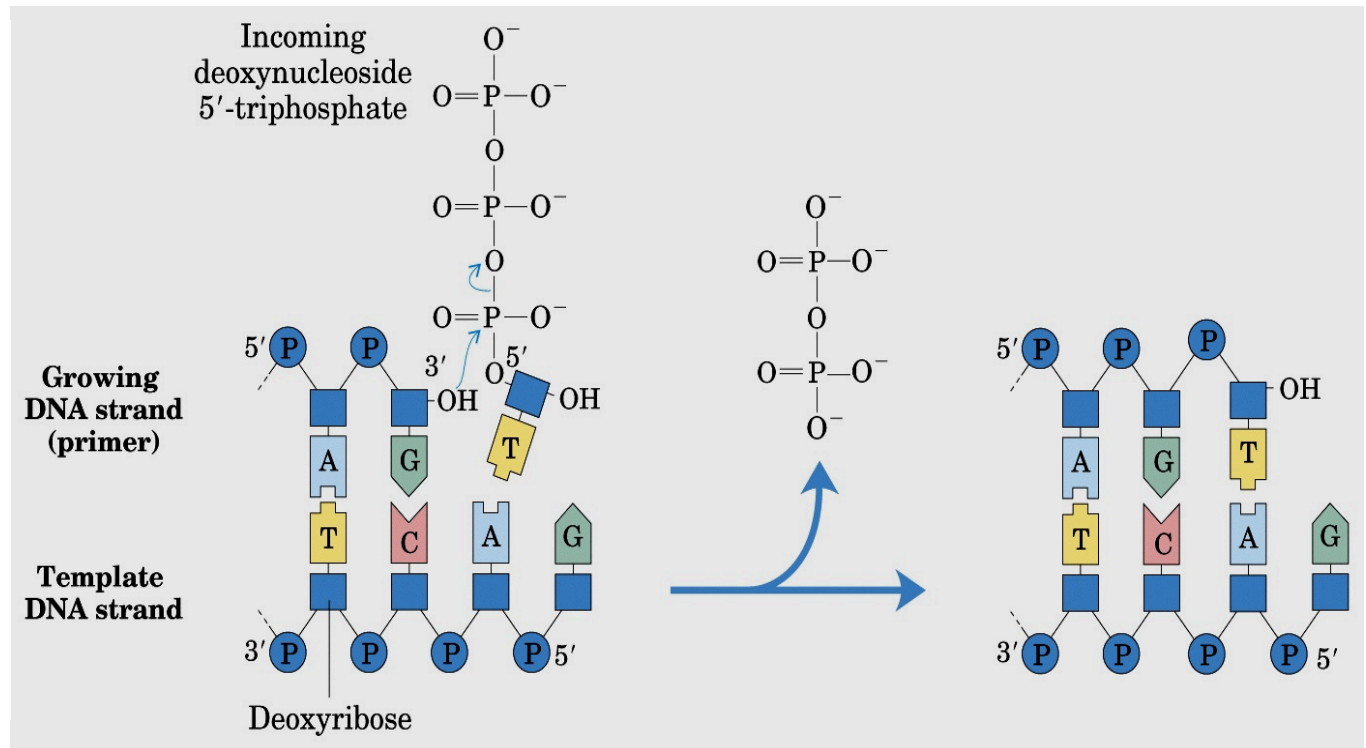 Incoming
deoxynucleoside
5′-triphosphate
O⁻
O=P—O⁻
O
O=P—O⁻
O
O=P—O⁻
O
5′
3′
OH
OH
5′ P P
Growing
DNA strand
(primer)
A G T
T C A G
Template
DNA strand
3′ P P P P 5′
Deoxyribose
O⁻
O=P—O⁻
O
O=P—O⁻
O⁻
5′ P P P
OH
A G T
T C A G
3′ P P P P 5′